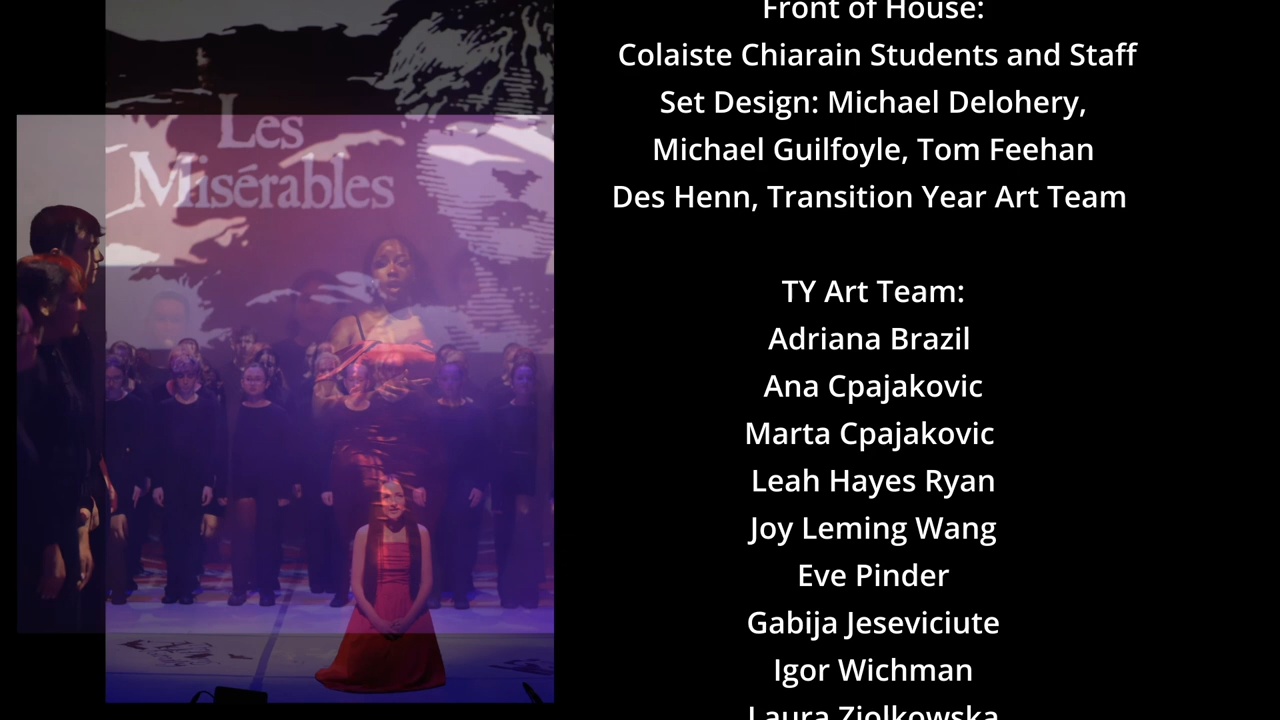 Les
Misérables
Front of House:
Colaiste Chiarain Students and Staff
Set Design: Michael Delohery,
Michael Guilfoyle, Tom Feehan
Des Henn, Transition Year Art Team
TY Art Team:
Adriana Brazil
Ana Cpajakovic
Marta Cpajakovic
Leah Hayes Ryan
Joy Leming Wang
Eve Pinder
Gabija Jeseviciute
Igor Wichman
Laura Ziolkowska